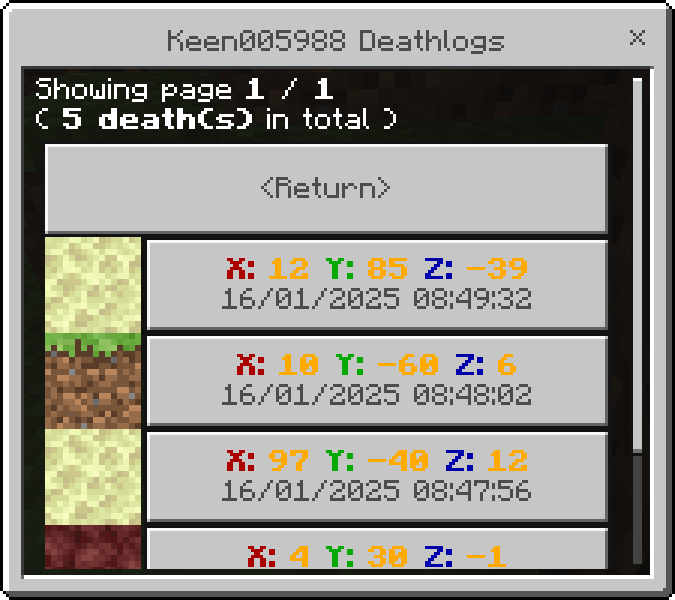 Keen005988 Deathlogs
Showing page 1 / 1
( 5 death(s) in total )
<Return>
X: 12 Y: 85 Z: -39
16/01/2025 08:49:32
X: 10 Y: -60 Z: 6
16/01/2025 08:48:02
X: 97 Y: -40 Z: 12
16/01/2025 08:47:56
X: 4 Y: 30 Z: -1